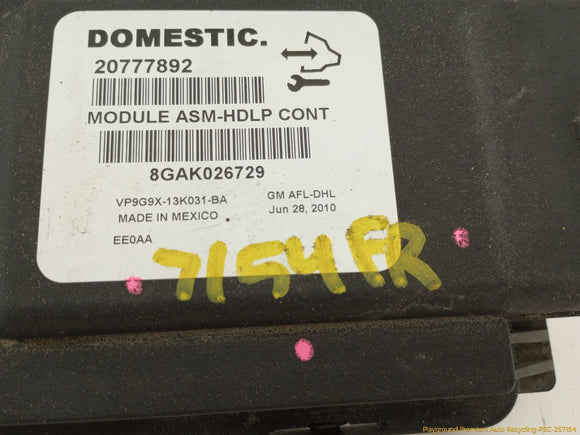 DOMESTIC.
20777892
MODULE ASM-HDLP CONT
8GAK026729
VP9G9X-13K031-BA GM AFL-DHL
MADE IN MEXICO Jun 28, 2010
EE0AA
7154FR
Playground Premium Auto Recycling-PSC-257154